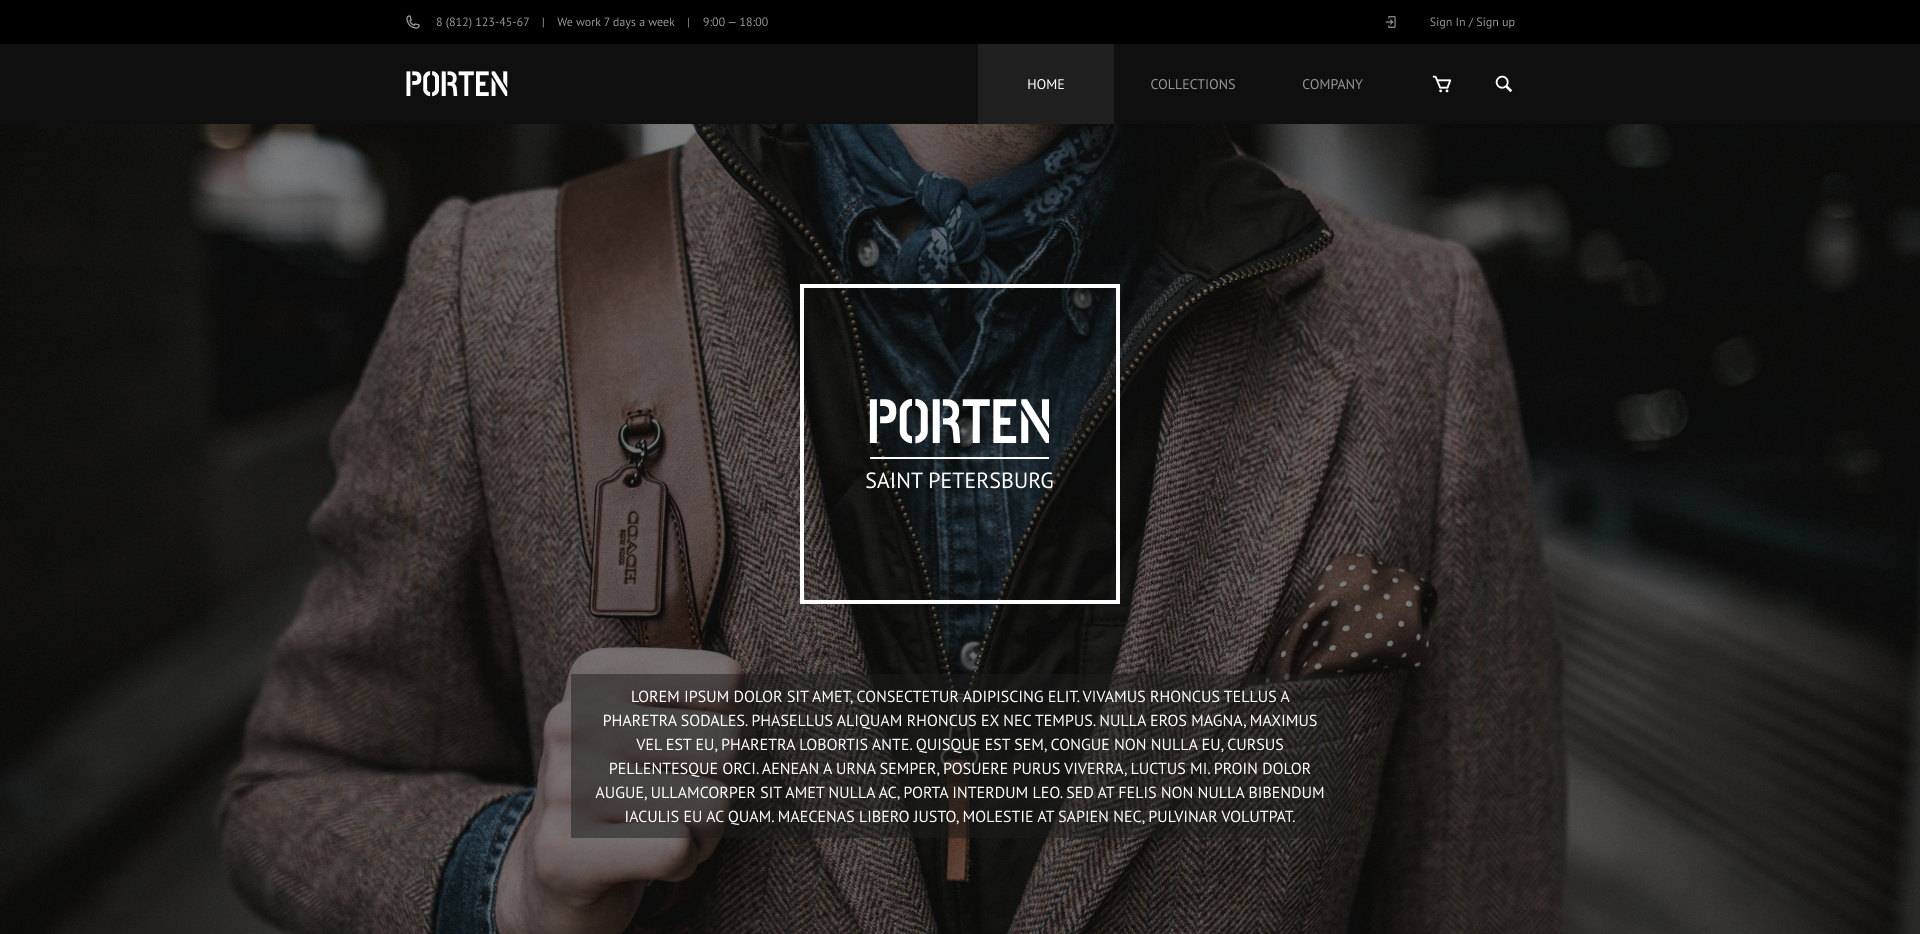 8 (812) 123-45-67 | We work 7 days a week | 9:00 — 18:00
Sign In / Sign up
PORTEN
HOME
COLLECTIONS
COMPANY
PORTEN
SAINT PETERSBURG
COACH
NEW YORK
LOREM IPSUM DOLOR SIT AMET, CONSECTETUR ADIPISCING ELIT. VIVAMUS RHONCUS TELLUS A
PHARETRA SODALES. PHASELLUS ALIQUAM RHONCUS EX NEC TEMPUS. NULLA EROS MAGNA, MAXIMUS
VEL EST EU, PHARETRA LOBORTIS ANTE. QUISQUE EST SEM, CONGUE NON NULLA EU, CURSUS
PELLENTESQUE ORCI. AENEAN A URNA SEMPER, POSUERE PURUS VIVERRA, LUCTUS MI. PROIN DOLOR
AUGUE, ULLAMCORPER SIT AMET NULLA AC, PORTA INTERDUM LEO. SED AT FELIS NON NULLA BIBENDUM
IACULIS EU AC QUAM. MAECENAS LIBERO JUSTO, MOLESTIE AT SAPIEN NEC, PULVINAR VOLUTPAT.